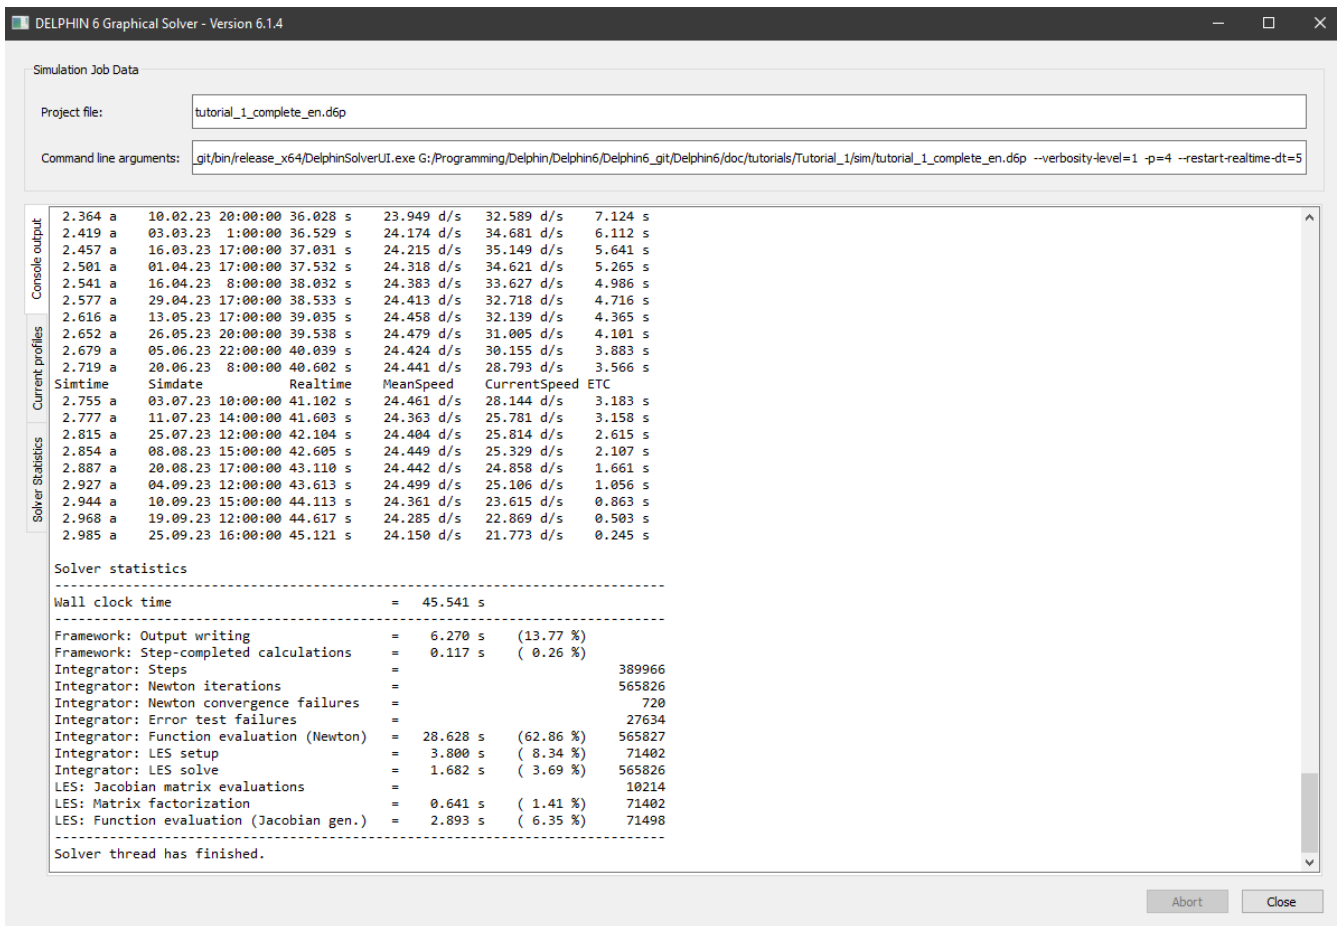 DELPHIN 6 Graphical Solver - Version 6.1.4
Simulation Job Data
Project file: tutorial_1_complete_en.d6p
Command line arguments: _git/bin/release_x64/DelphinSolverUI.exe G:/Programming/Delphin/Delphin6/Delphin6_git/Delphin6/doc/tutorials/Tutorial_1/sim/tutorial_1_complete_en.d6p --verbosity-level=1 -p=4 --restart-realtime-dt=5
Console output
Current profiles
Solver Statistics
2.364 a 10.02.23 20:00:00 36.028 s 23.949 d/s 32.589 d/s 7.124 s
2.419 a 03.03.23 1:00:00 36.529 s 24.174 d/s 34.681 d/s 6.112 s
2.457 a 16.03.23 17:00:00 37.031 s 24.215 d/s 35.149 d/s 5.641 s
2.501 a 01.04.23 17:00:00 37.532 s 24.318 d/s 34.621 d/s 5.265 s
2.541 a 16.04.23 8:00:00 38.032 s 24.383 d/s 33.627 d/s 4.986 s
2.577 a 29.04.23 17:00:00 38.533 s 24.413 d/s 32.718 d/s 4.716 s
2.616 a 13.05.23 17:00:00 39.035 s 24.458 d/s 32.139 d/s 4.365 s
2.652 a 26.05.23 20:00:00 39.538 s 24.479 d/s 31.005 d/s 4.101 s
2.679 a 05.06.23 22:00:00 40.039 s 24.424 d/s 30.155 d/s 3.883 s
2.719 a 20.06.23 8:00:00 40.602 s 24.441 d/s 28.793 d/s 3.566 s
Simtime Simdate Realtime MeanSpeed CurrentSpeed ETC
2.755 a 03.07.23 10:00:00 41.102 s 24.461 d/s 28.144 d/s 3.183 s
2.777 a 11.07.23 14:00:00 41.603 s 24.363 d/s 25.781 d/s 3.158 s
2.815 a 25.07.23 12:00:00 42.104 s 24.404 d/s 25.814 d/s 2.615 s
2.854 a 08.08.23 15:00:00 42.605 s 24.449 d/s 25.329 d/s 2.107 s
2.887 a 20.08.23 17:00:00 43.110 s 24.442 d/s 24.858 d/s 1.661 s
2.927 a 04.09.23 12:00:00 43.613 s 24.499 d/s 25.106 d/s 1.056 s
2.944 a 10.09.23 15:00:00 44.113 s 24.361 d/s 23.615 d/s 0.863 s
2.968 a 19.09.23 12:00:00 44.617 s 24.285 d/s 22.869 d/s 0.503 s
2.985 a 25.09.23 16:00:00 45.121 s 24.150 d/s 21.773 d/s 0.245 s
Solver statistics
------------------------------------------------------------------------------
Wall clock time = 45.541 s
------------------------------------------------------------------------------
Framework: Output writing = 6.270 s (13.77 %)
Framework: Step-completed calculations = 0.117 s ( 0.26 %)
Integrator: Steps = 389966
Integrator: Newton iterations = 565826
Integrator: Newton convergence failures = 720
Integrator: Error test failures = 27634
Integrator: Function evaluation (Newton) = 28.628 s (62.86 %) 565827
Integrator: LES setup = 3.800 s ( 8.34 %) 71402
Integrator: LES solve = 1.682 s ( 3.69 %) 565826
LES: Jacobian matrix evaluations = 10214
LES: Matrix factorization = 0.641 s ( 1.41 %) 71402
LES: Function evaluation (Jacobian gen.) = 2.893 s ( 6.35 %) 71498
------------------------------------------------------------------------------
Solver thread has finished.
Abort
Close